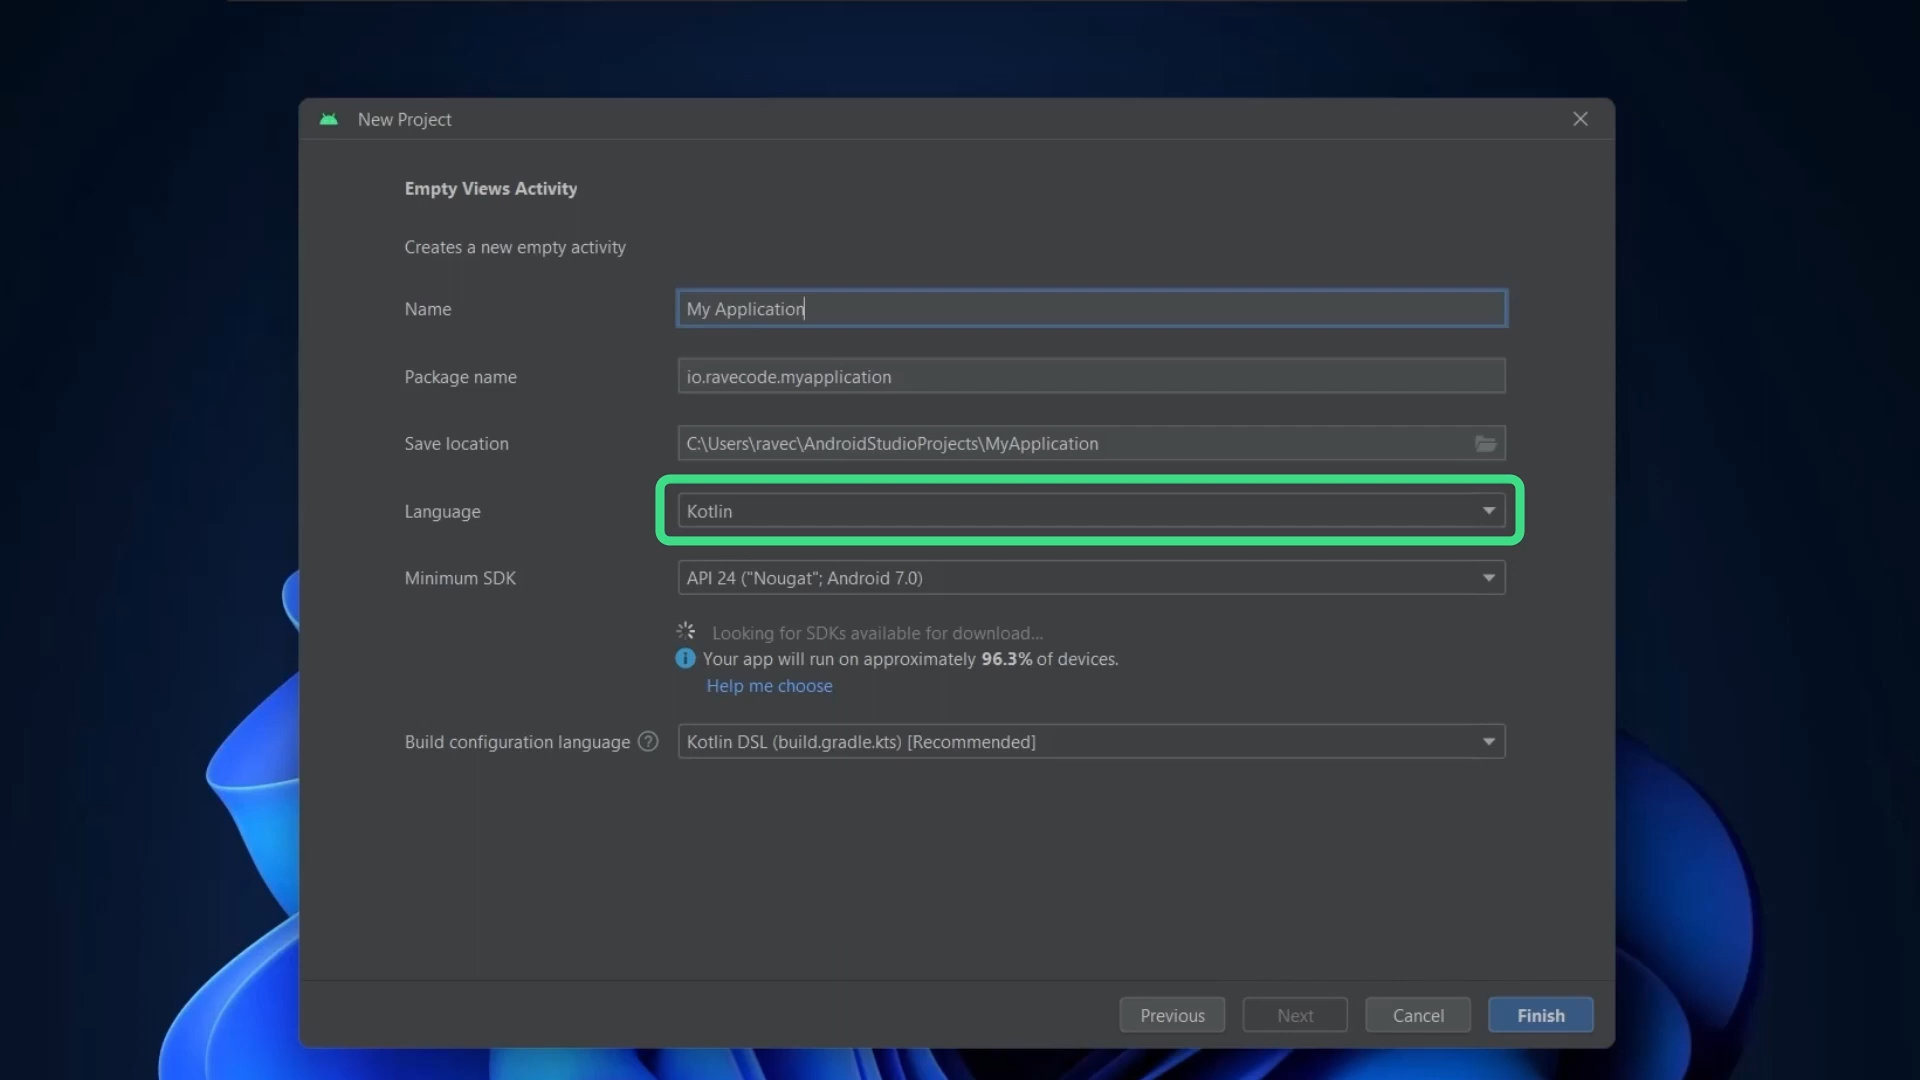 New Project
Empty Views Activity
Creates a new empty activity
Name My Application
Package name io.ravecode.myapplication
Save location C:\Users\ravec\AndroidStudioProjects\MyApplication
Language Kotlin
Minimum SDK API 24 ("Nougat"; Android 7.0)
Looking for SDKs available for download...
Your app will run on approximately 96.3% of devices.
Help me choose
Build configuration language ? Kotlin DSL (build.gradle.kts) [Recommended]
Previous Next Cancel Finish